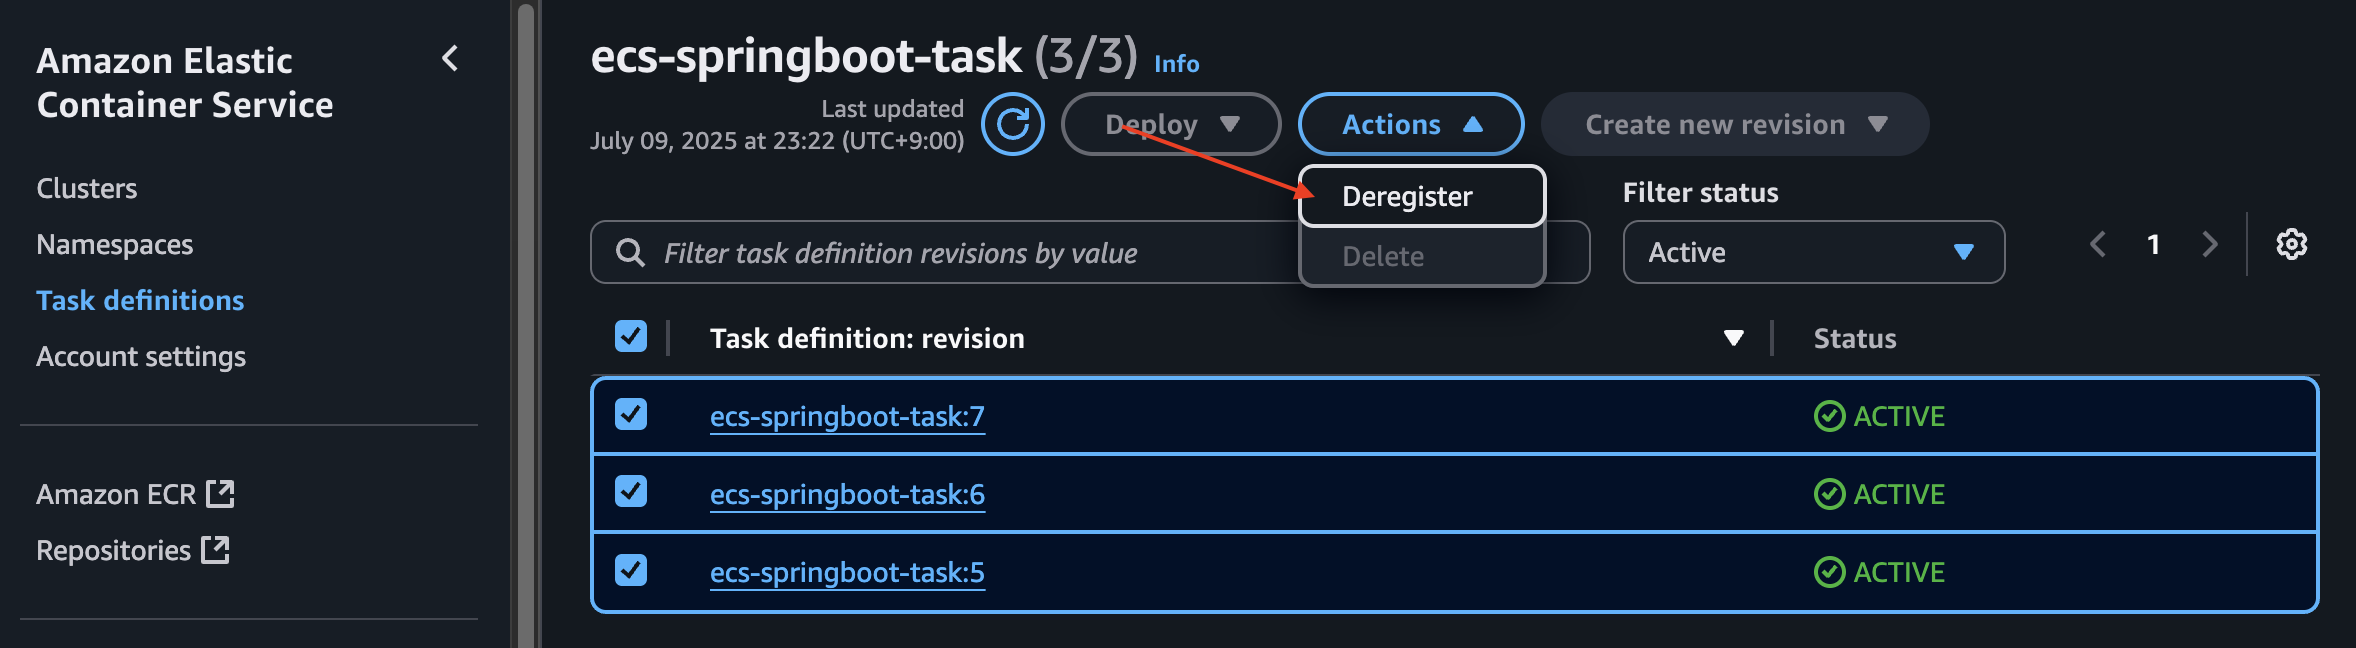 Amazon Elastic
Container Service
Clusters
Namespaces
Task definitions
Account settings
Amazon ECR
Repositories
ecs-springboot-task (3/3) Info
Last updated
July 09, 2025 at 23:22 (UTC+9:00)
Deploy
Actions
Create new revision
Deregister
Delete
Filter task definition revisions by value
Filter status
Active
1
Task definition: revision
Status
ecs-springboot-task:7
ACTIVE
ecs-springboot-task:6
ACTIVE
ecs-springboot-task:5
ACTIVE